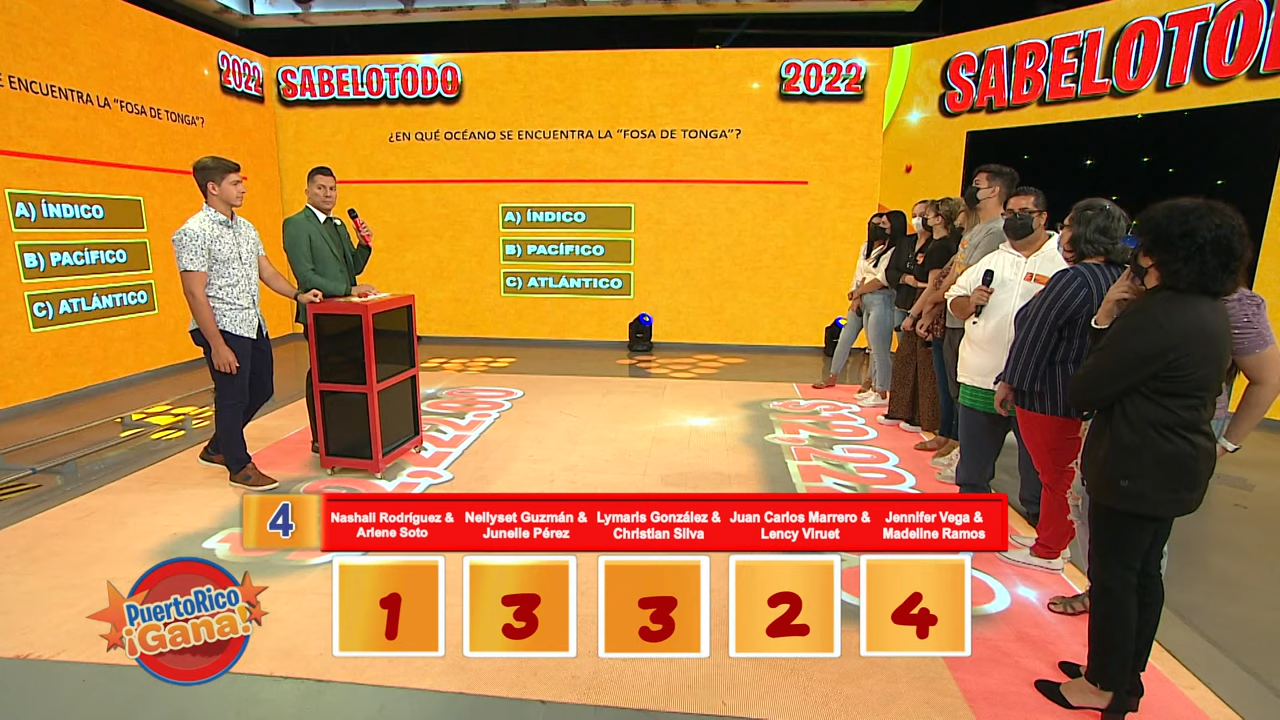 2022
SABELOTODO
2022
SABELOTO
E ENCUENTRA LA “FOSA DE TONGA”?
¿EN QUÉ OCÉANO SE ENCUENTRA LA “FOSA DE TONGA”?
A) ÍNDICO
B) PACÍFICO
C) ATLÁNTICO
A) ÍNDICO
B) PACÍFICO
C) ATLÁNTICO
4
Nashali Rodríguez &
Arlene Soto
Neilyset Guzmán &
Junelle Pérez
Lymaris González &
Christian Silva
Juan Carlos Marrero &
Lency Viruet
Jennifer Vega &
Madeline Ramos
1 3 3 2 4
PuertoRico
¡Gana!